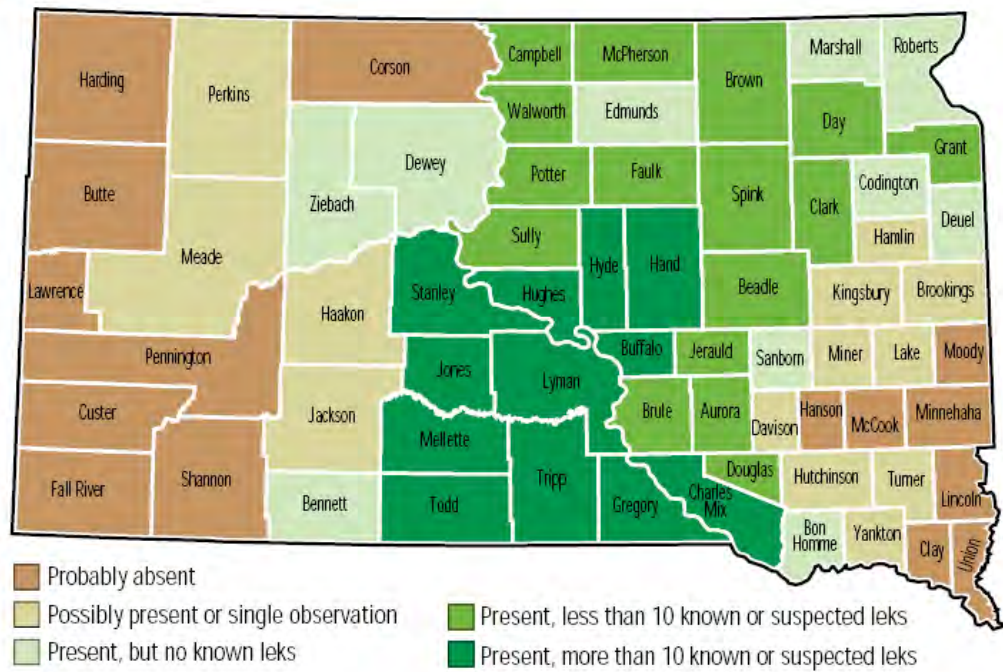 Harding
Perkins
Corson
Campbell
McPherson
Brown
Marshall
Roberts
Walworth
Edmunds
Day
Grant
Butte
Dewey
Ziebach
Potter
Faulk
Spink
Clark
Codington
Deuel
Meade
Sully
Hamlin
Lawrence
Haakon
Stanley
Hughes
Hyde
Hand
Beadle
Kingsbury
Brookings
Pennington
Jones
Lyman
Buffalo
Jerauld
Sanborn
Miner
Lake
Moody
Custer
Jackson
Mellette
Brule
Aurora
Davison
Hanson
McCook
Minnehaha
Fall River
Shannon
Bennett
Todd
Tripp
Gregory
Charles
Mix
Douglas
Hutchinson
Turner
Lincoln
Bon
Homme
Yankton
Clay
Union
Probably absent
Possibly present or single observation
Present, but no known leks
Present, less than 10 known or suspected leks
Present, more than 10 known or suspected leks